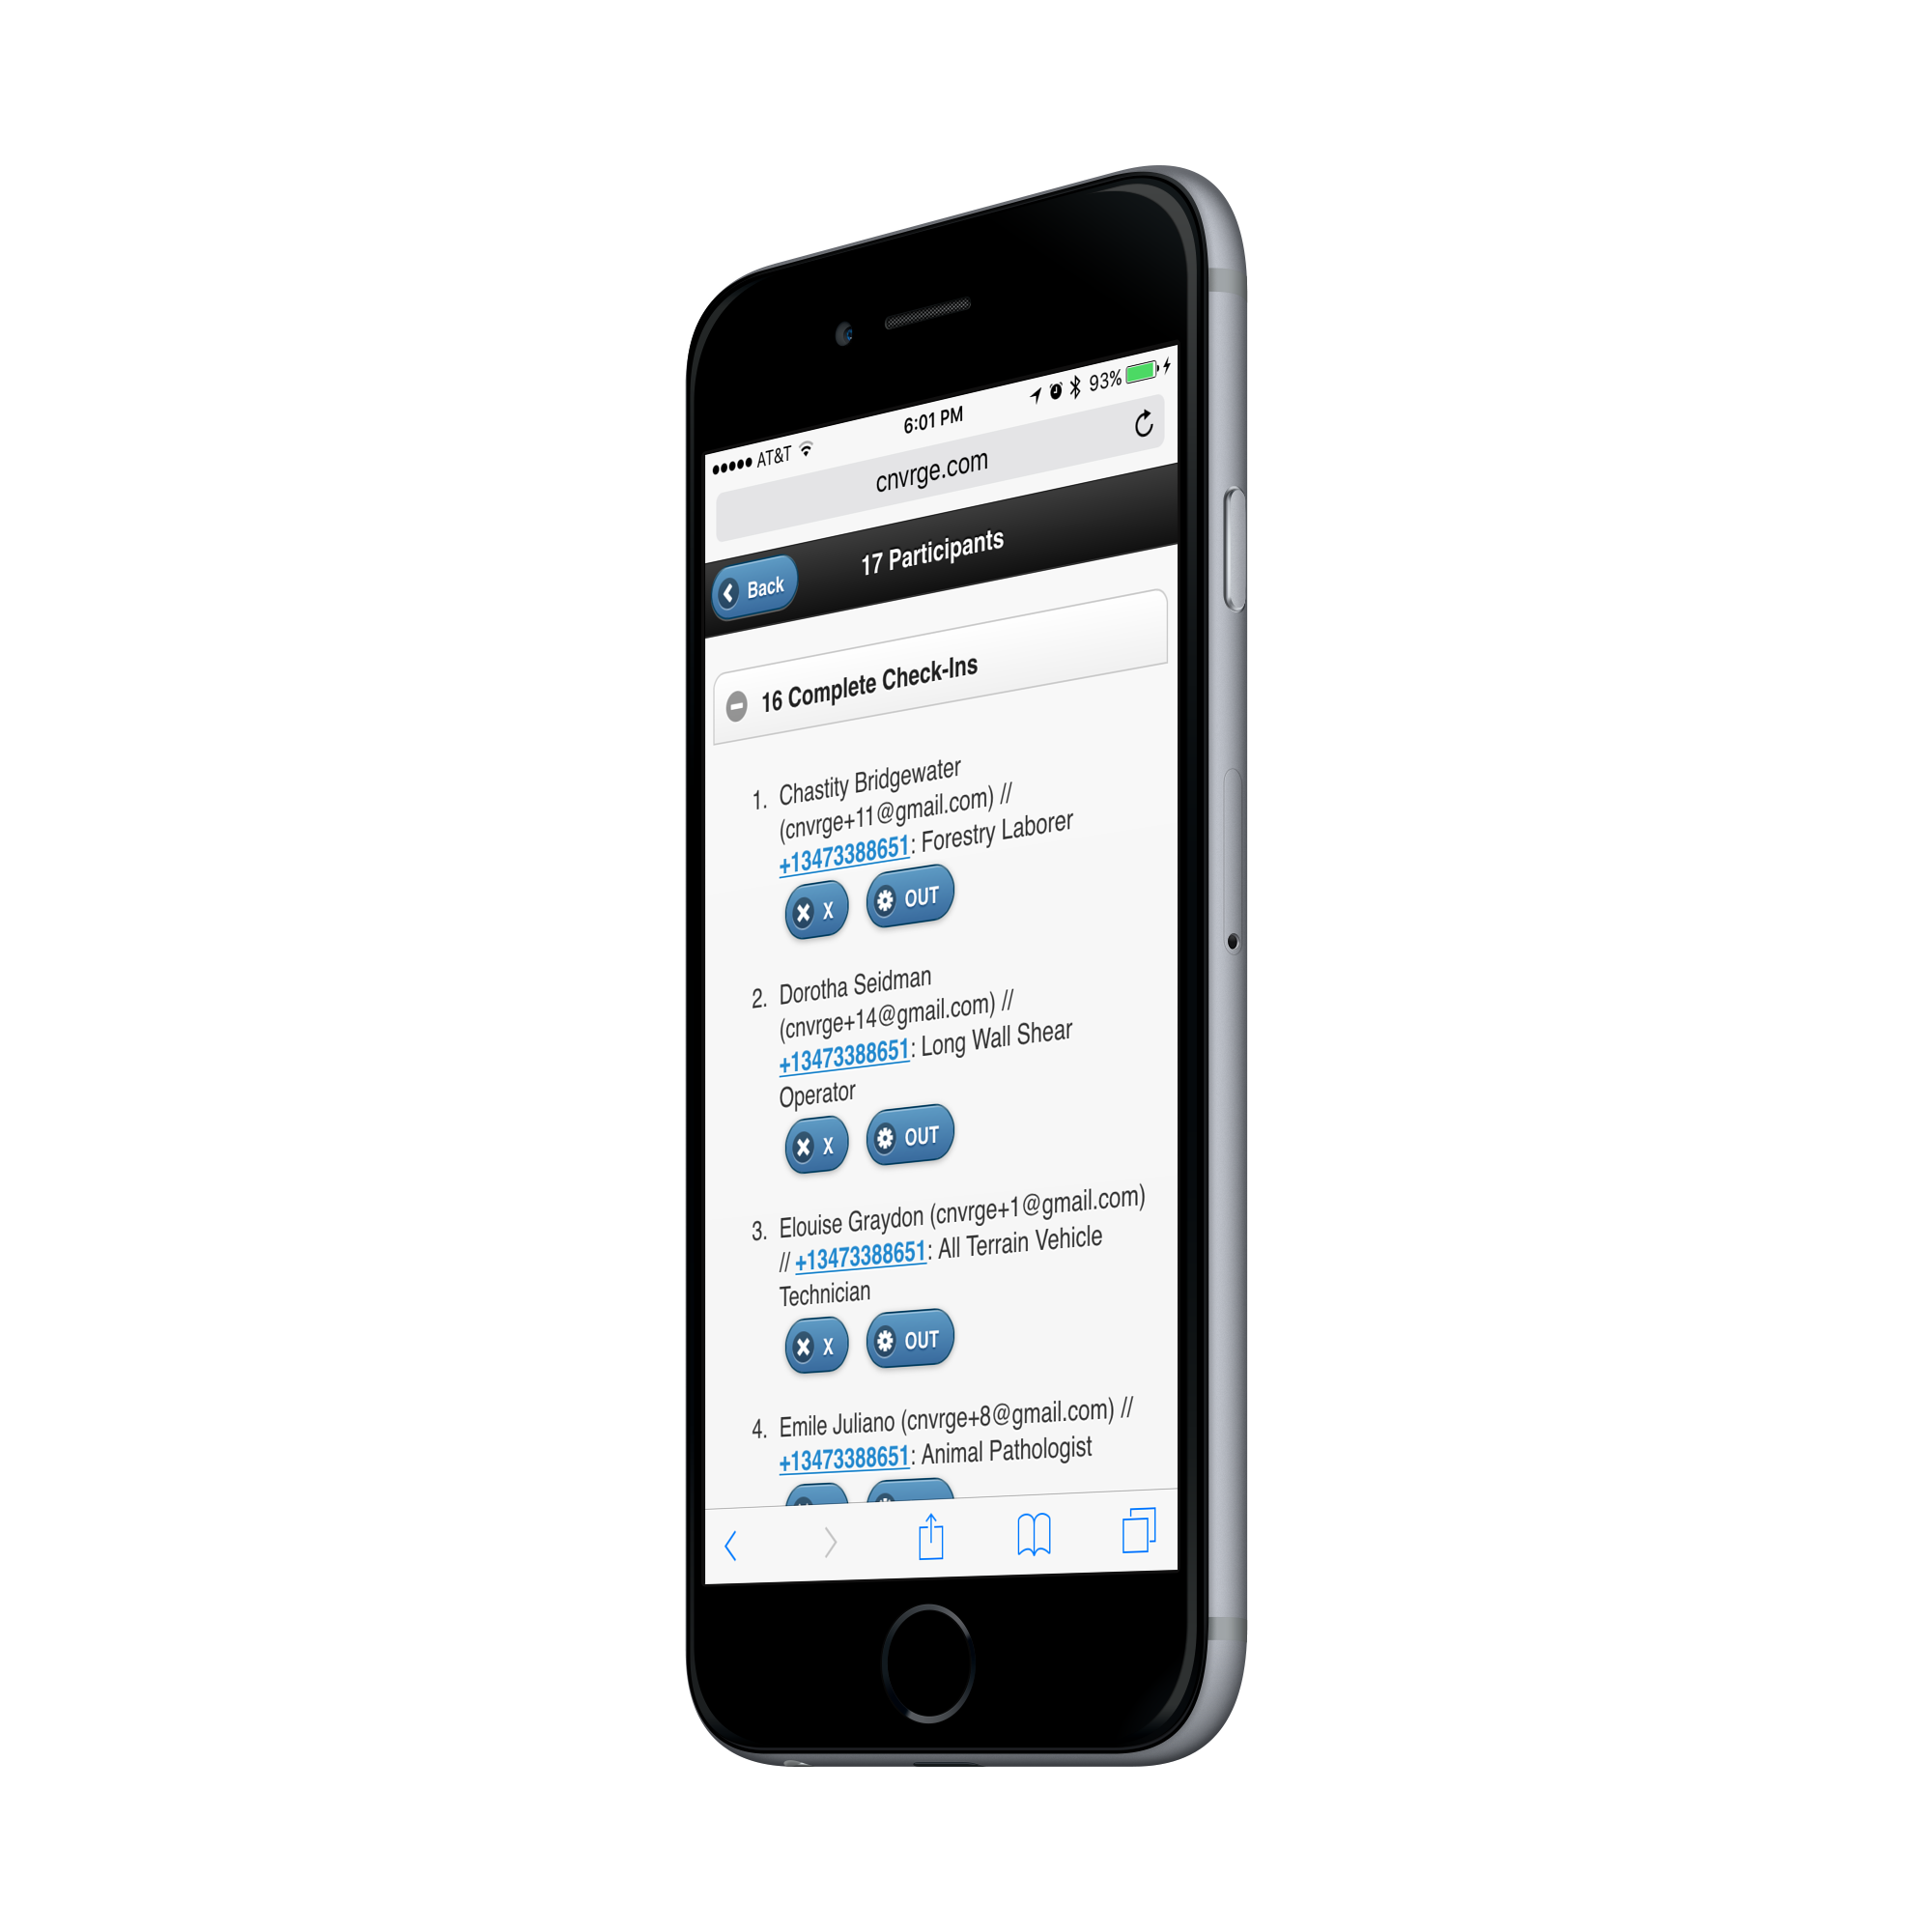 ●●●●● AT&T 6:01 PM 93%
cnvrge.com
Back 17 Participants
16 Complete Check-Ins
1. Chastity Bridgewater
(cnvrge+11@gmail.com) //
+13473388651: Forestry Laborer
X OUT
2. Dorotha Seidman
(cnvrge+14@gmail.com) //
+13473388651: Long Wall Shear
Operator
X OUT
3. Elouise Graydon (cnvrge+1@gmail.com)
// +13473388651: All Terrain Vehicle
Technician
X OUT
4. Emile Juliano (cnvrge+8@gmail.com) //
+13473388651: Animal Pathologist